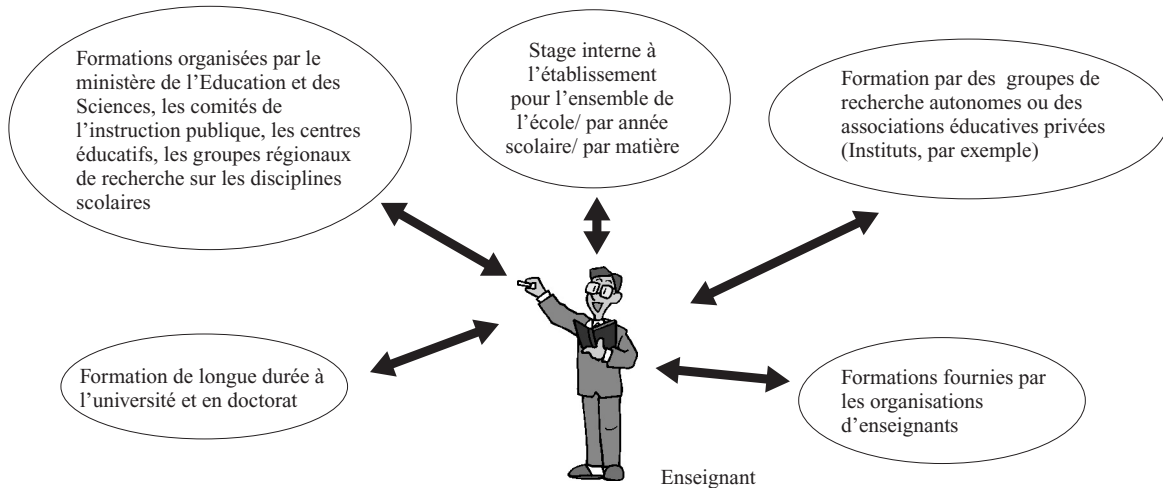 Formations organisées par le
ministère de l'Education et des
Sciences, les comités de
l'instruction publique, les centres
éducatifs, les groupes régionaux
de recherche sur les disciplines
scolaires
Stage interne à
l'établissement
pour l'ensemble de
l'école/ par année
scolaire/ par matière
Formation par des groupes de
recherche autonomes ou des
associations éducatives privées
(Instituts, par exemple)
Formation de longue durée à
l'université et en doctorat
Formations fournies par
les organisations
d'enseignants
Enseignant